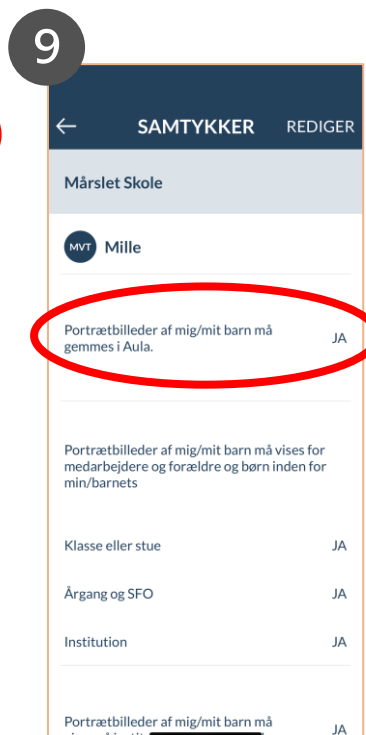 9
SAMTYKKER REDIGER
Mårslet Skole
MVT Mille
Portrætbilleder af mig/mit barn må
gemmes i Aula.
JA
Portrætbilleder af mig/mit barn må vises for
medarbejdere og forældre og børn inden for
min/barnets
Klasse eller stue JA
Årgang og SFO JA
Institution JA
Portrætbilleder af mig/mit barn må
JA